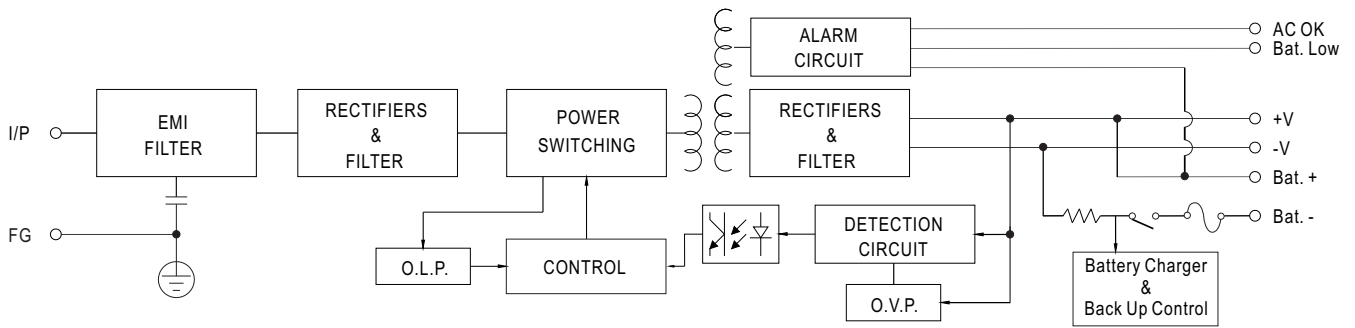 ALARM
CIRCUIT
AC OK
Bat. Low
I/P
EMI
FILTER
RECTIFIERS
&
FILTER
POWER
SWITCHING
RECTIFIERS
&
FILTER
+V
-V
Bat. +
Bat. -
FG
O.L.P.
CONTROL
DETECTION
CIRCUIT
O.V.P.
Battery Charger
&
Back Up Control